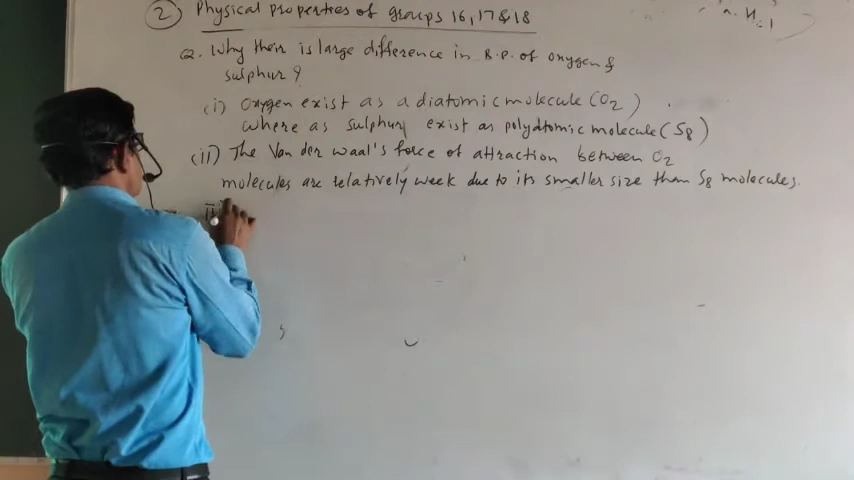 ② Physical properties of groups 16, 17 & 18
Q. Why their is large difference in B.P. of oxygen &
sulphur ?
(i) Oxygen exist as a diatomic molecule (O2)
where as sulphur exist as polyatomic molecule (S8)
(ii) The Van der waal's force of attraction between O2
molecules are relatively week due to its smaller size than S8 molecules.